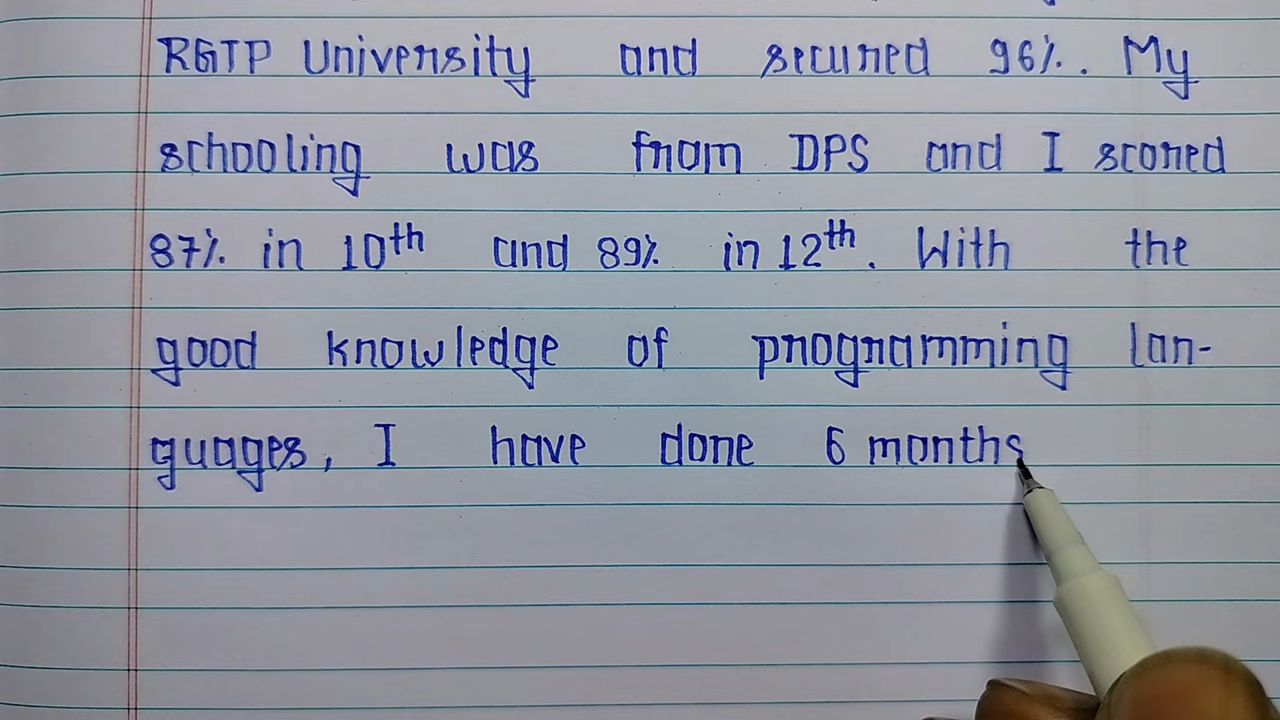 RGTP University and secured 96%. My
schooling was from DPS and I scored
87% in 10th and 89% in 12th. With the
good knowledge of programming lan-
guages, I have done 6 months